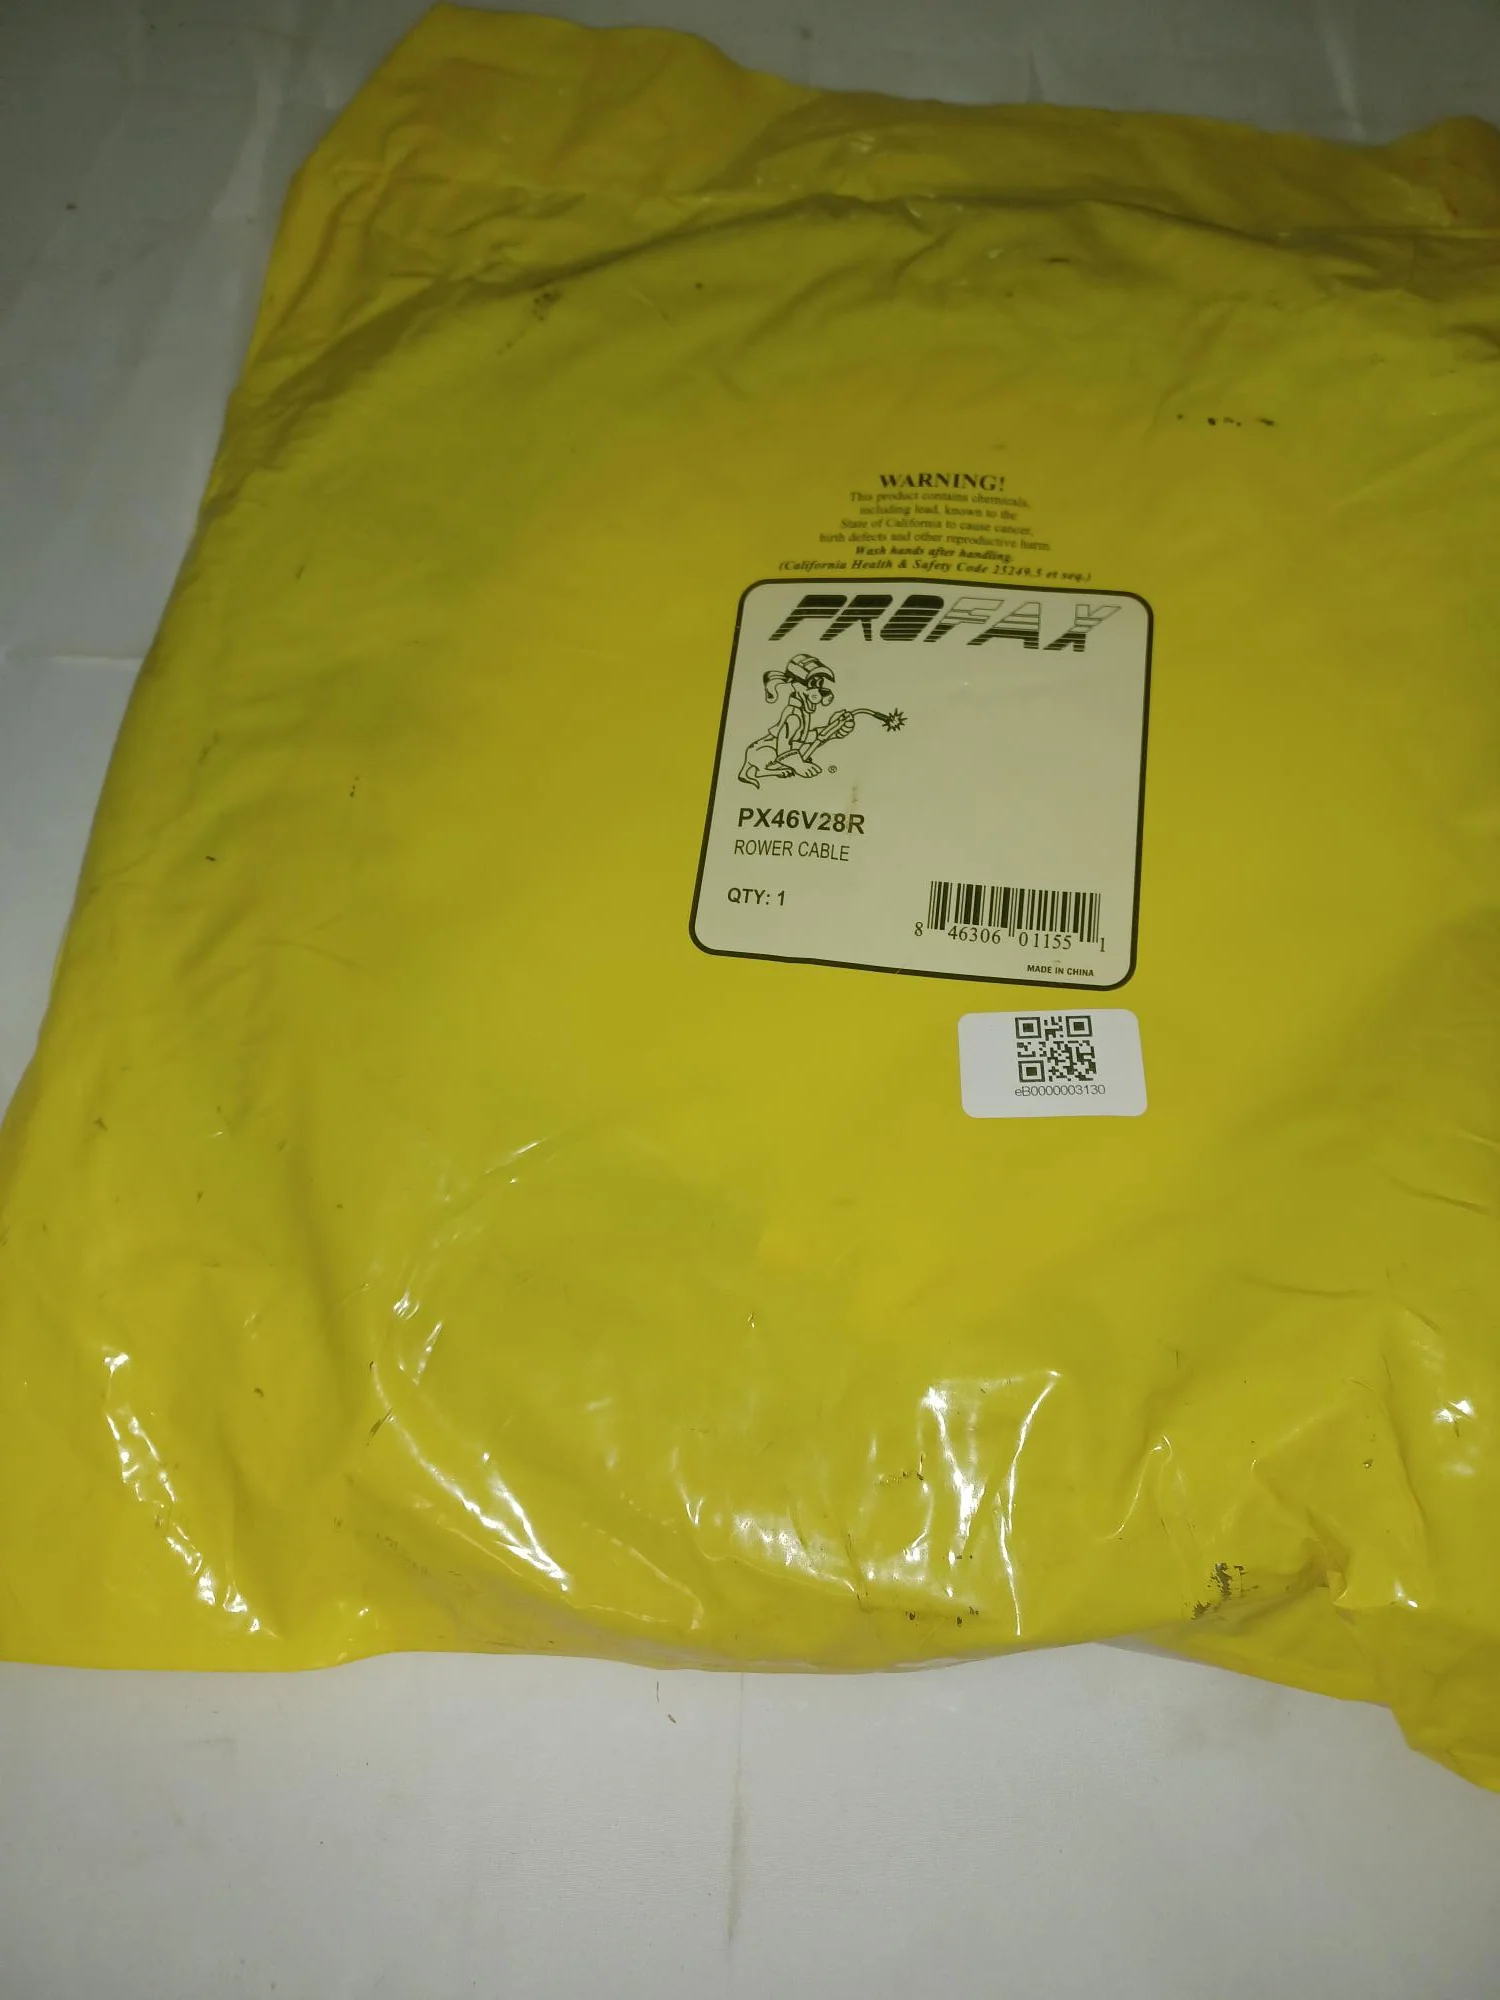 WARNING!
This product contains chemicals,
including lead, known to the
State of California to cause cancer,
birth defects and other reproductive harm.
Wash hands after handling.
(California Health & Safety Code 25249.5 et seq.)
PROFAX
®
PX46V28R
ROWER CABLE
QTY: 1
8 46306 01155 1
MADE IN CHINA
eB0000003130